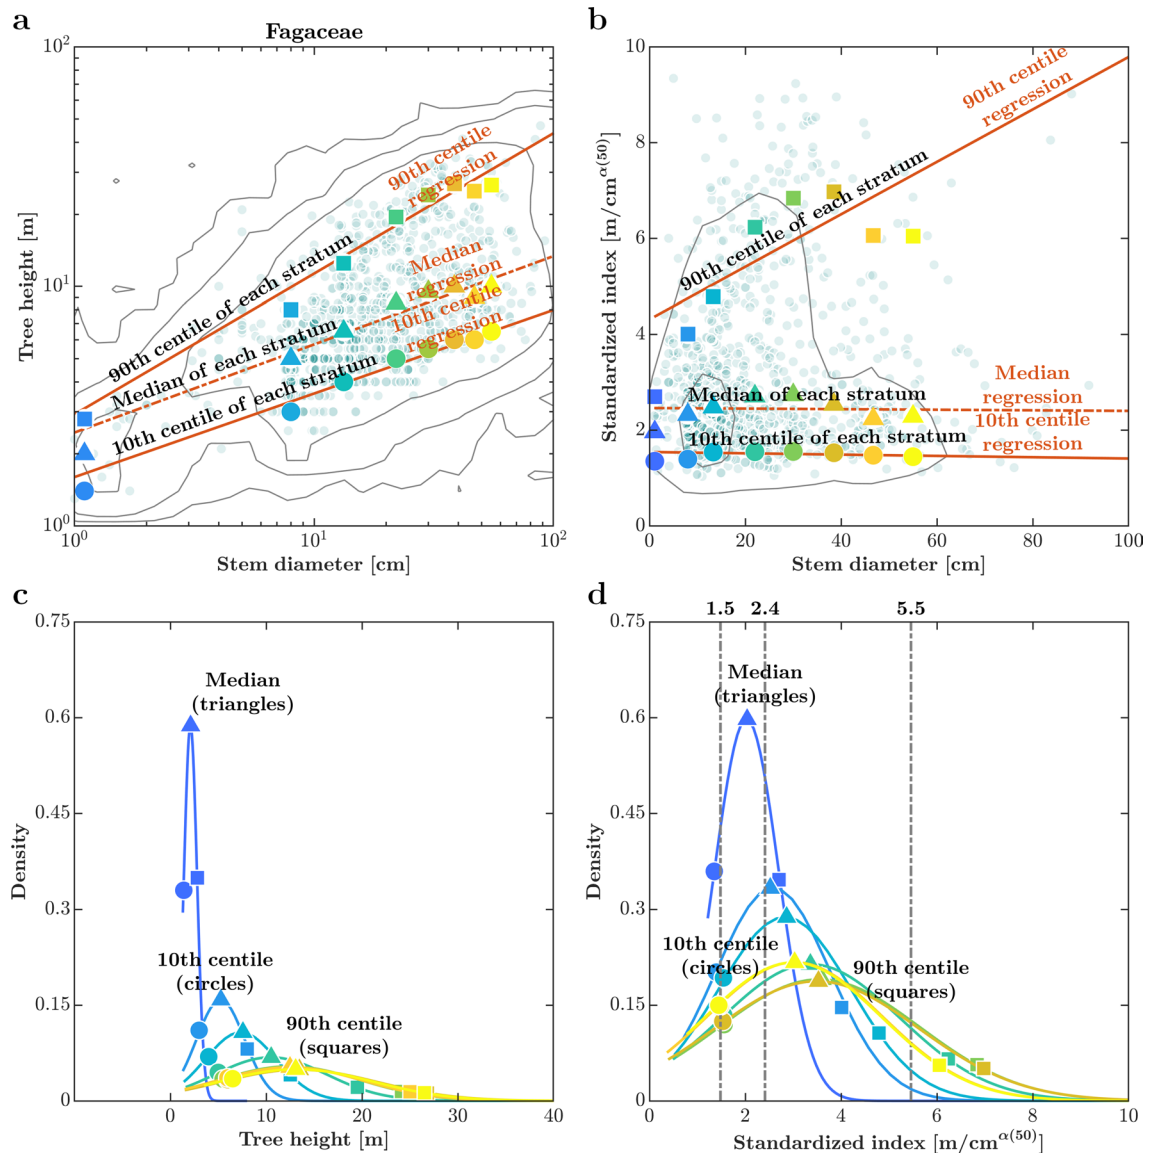 a
Fagaceae
10²
10¹
10⁰
Tree height [m]
90th centile
regression
Median
regression
10th centile
regression
90th centile of each stratum
Median of each stratum
10th centile of each stratum
10⁰
10¹
10²
Stem diameter [cm]
b
10
8
6
4
2
0
Standardized index [m/cm^α(50)]
90th centile
regression
90th centile of each stratum
Median
regression
Median of each stratum
10th centile
regression
10th centile of each stratum
0
20
40
60
80
100
Stem diameter [cm]
c
0.75
0.6
0.45
0.3
0.15
0
Density
Median
(triangles)
10th centile
(circles)
90th centile
(squares)
0
10
20
30
40
Tree height [m]
d
1.5
2.4
5.5
0.75
0.6
0.45
0.3
0.15
0
Density
Median
(triangles)
10th centile
(circles)
90th centile
(squares)
0
2
4
6
8
10
Standardized index [m/cm^α(50)]